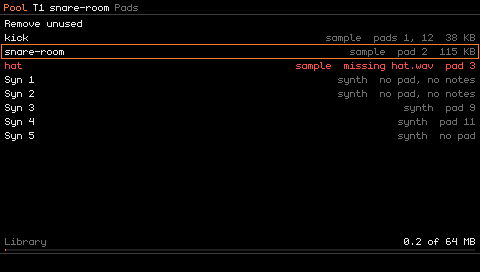 Pool T1 snare-room Pads
Remove unused
kick sample pads 1, 12 38 KB
snare-room sample pad 2 115 KB
hat sample missing hat.wav pad 3
Syn 1 synth no pad, no notes
Syn 2 synth no pad, no notes
Syn 3 synth pad 9
Syn 4 synth pad 11
Syn 5 synth no pad
Library 0.2 of 64 MB